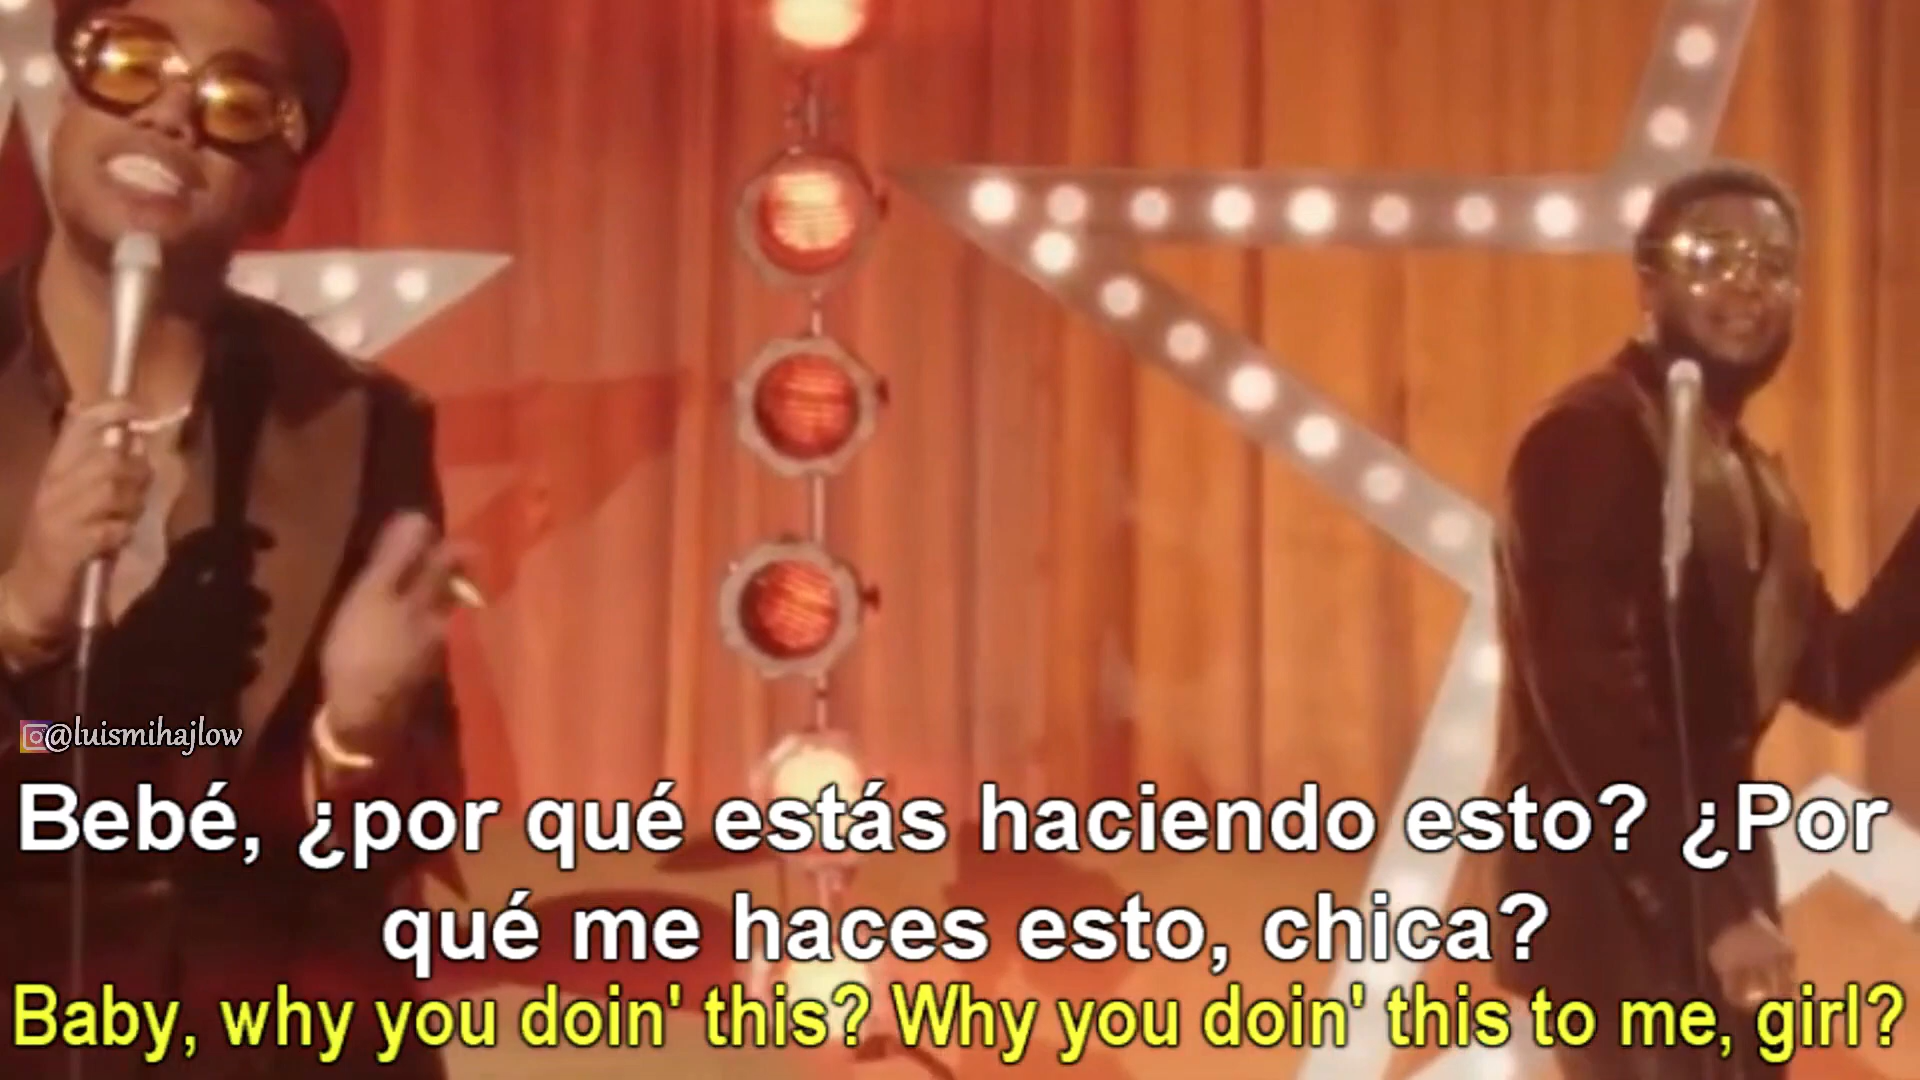 @luismihajlow
Bebé, ¿por qué estás haciendo esto? ¿Por
qué me haces esto, chica?
Baby, why you doin' this? Why you doin' this to me, girl?